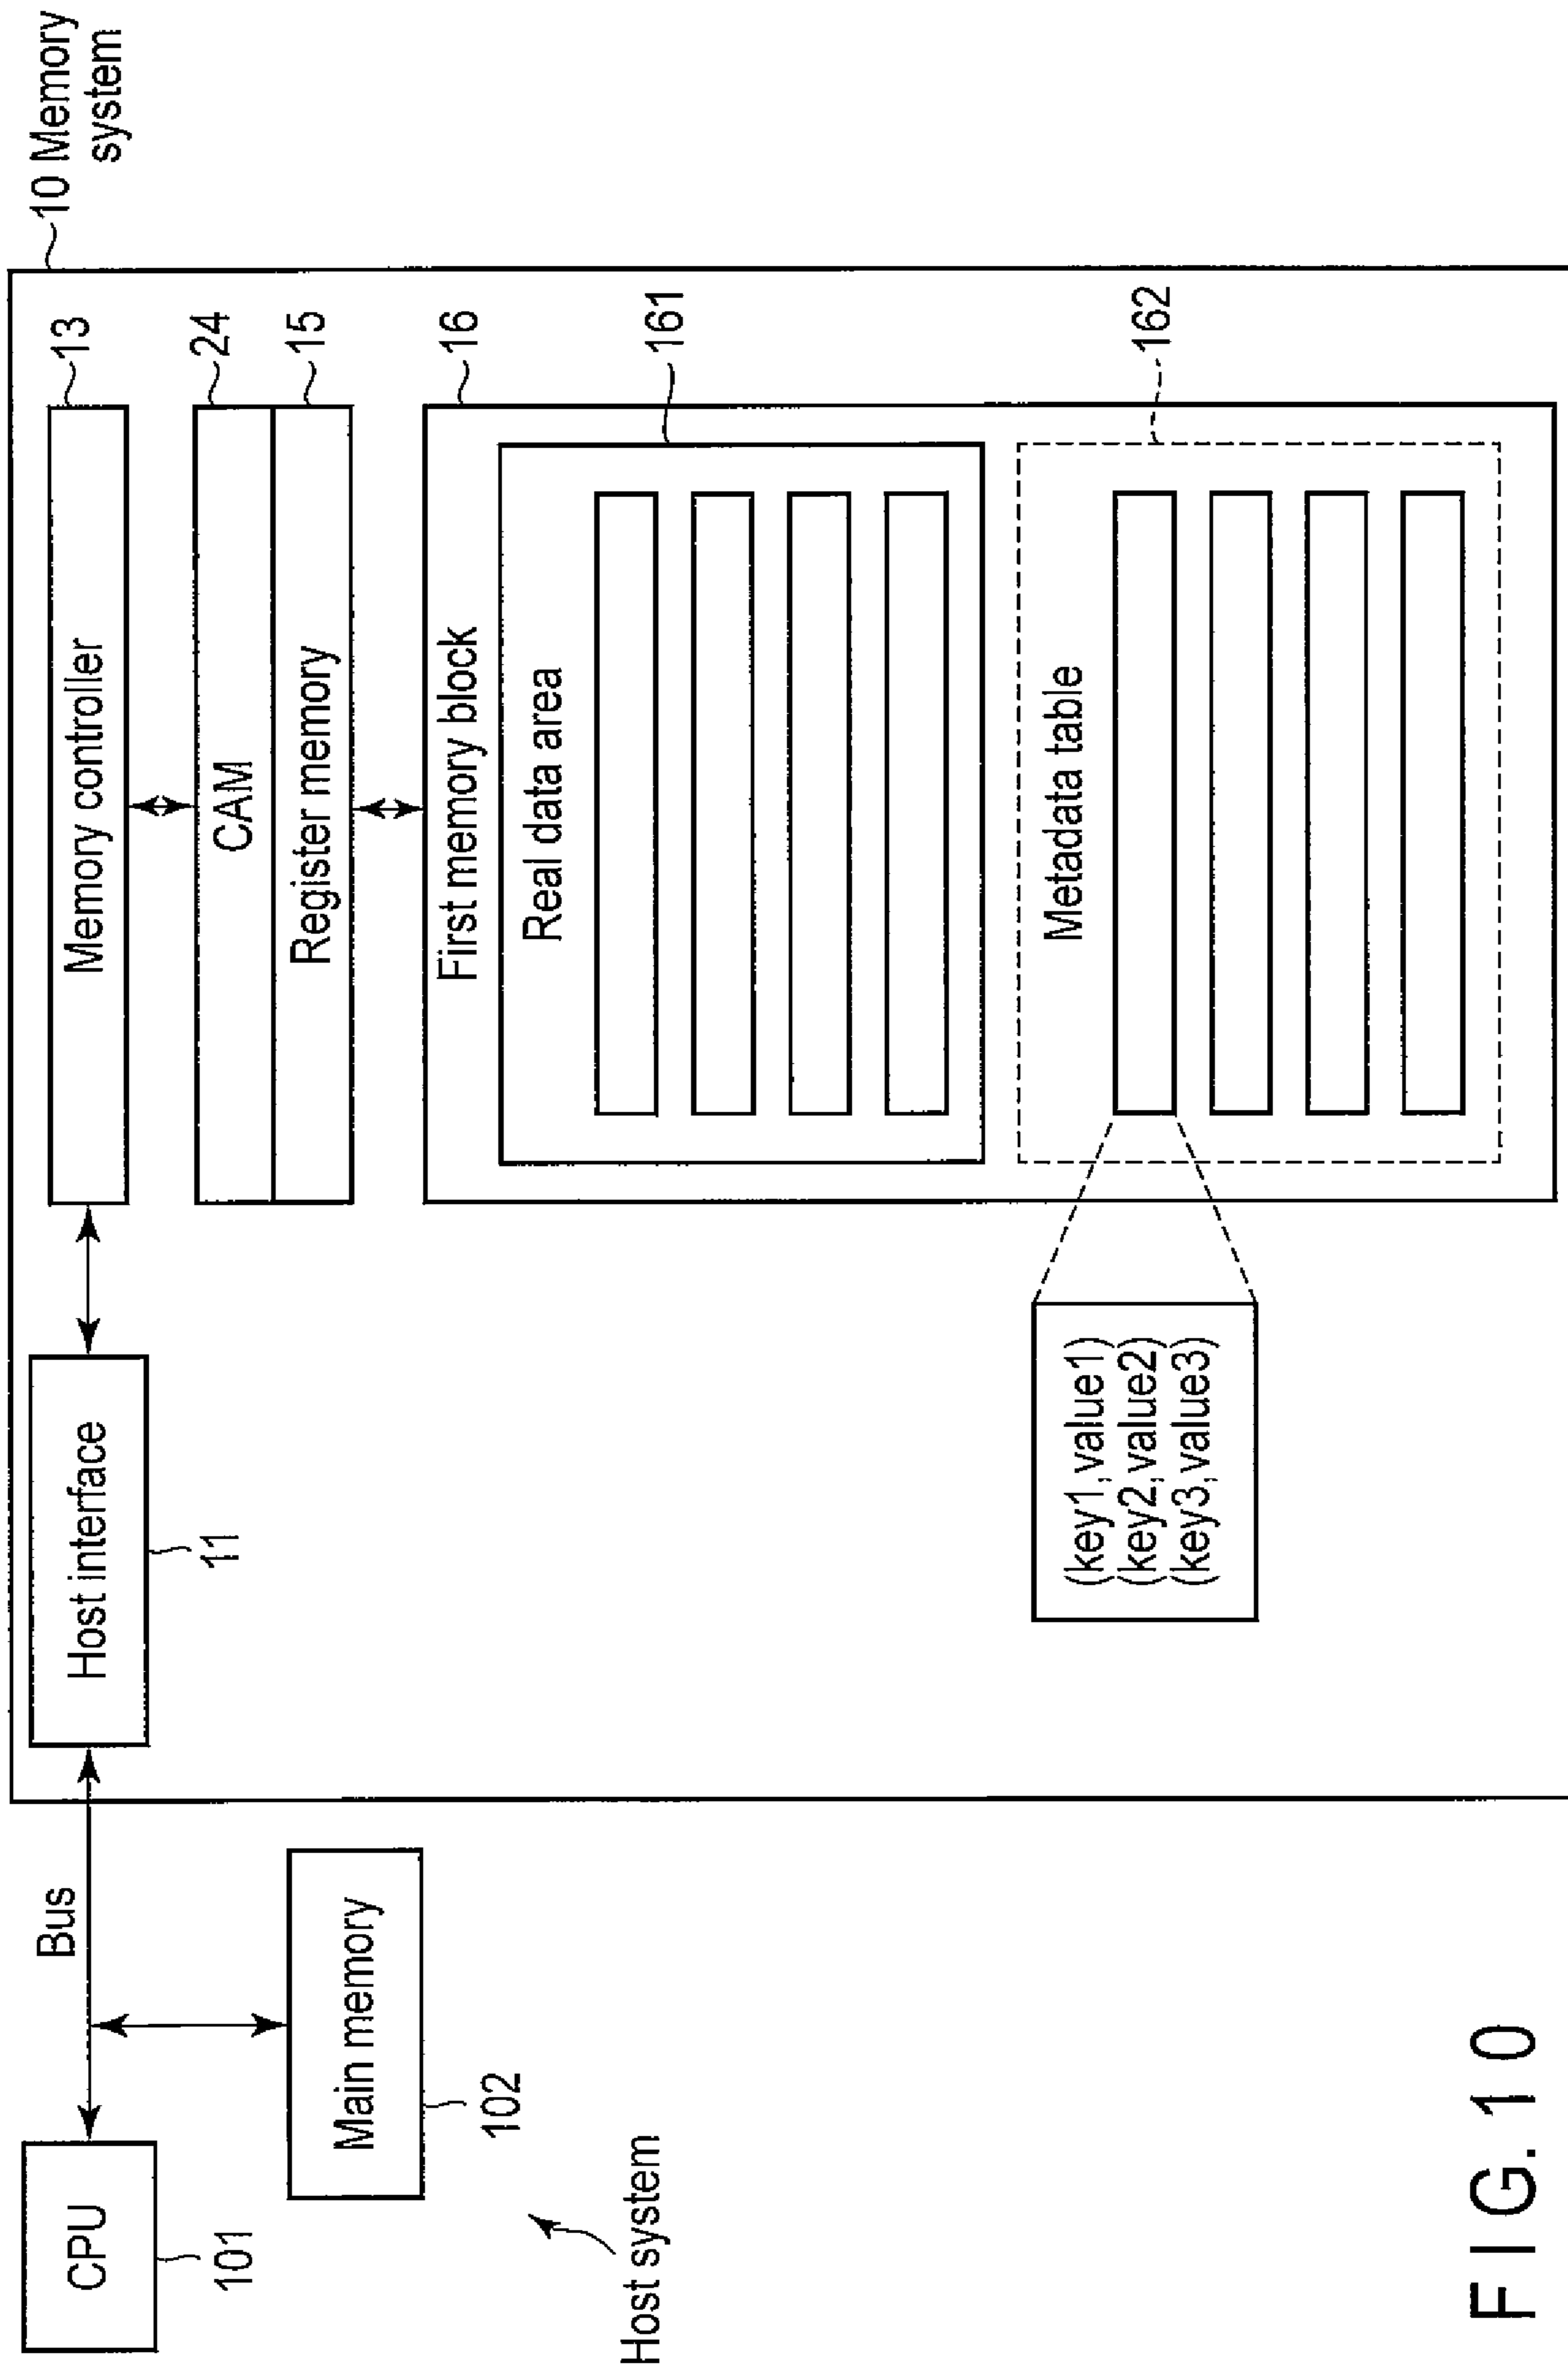 10 Memory
system
CPU
101
Bus
Main memory
102
Host system
Host interface
11
Memory controller
13
CAM
24
Register memory
15
First memory block
16
Real data area
161
Metadata table
162
(key1,value1)
(key2,value2)
(key3,value3)
FIG. 10